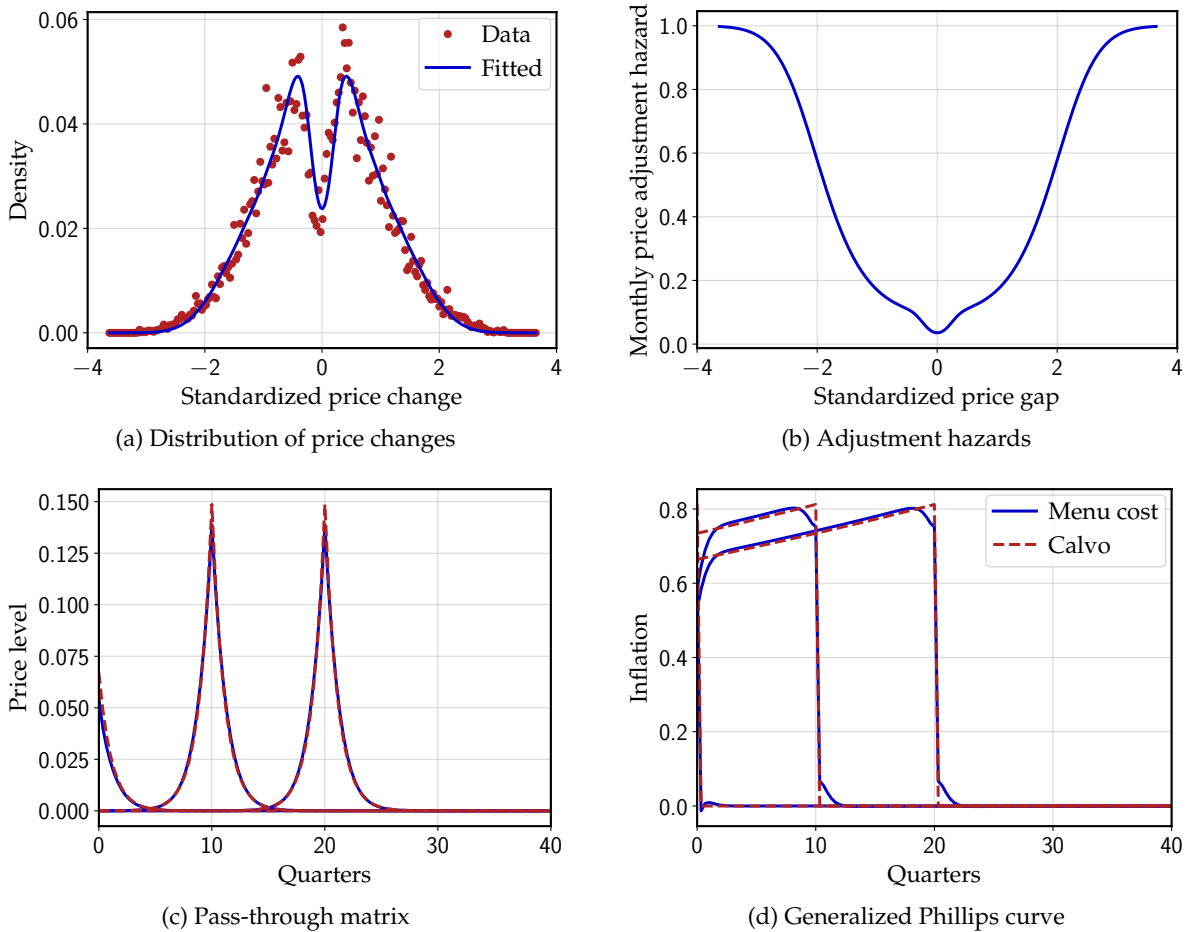 0.06
0.04
0.02
0.00
Density
Data
Fitted
−4
−2
0
2
4
Standardized price change
(a) Distribution of price changes
1.0
0.8
0.6
0.4
0.2
0.0
Monthly price adjustment hazard
−4
−2
0
2
4
Standardized price gap
(b) Adjustment hazards
0.150
0.125
0.100
0.075
0.050
0.025
0.000
Price level
0
10
20
30
40
Quarters
(c) Pass-through matrix
0.8
0.6
0.4
0.2
0.0
Inflation
Menu cost
Calvo
0
10
20
30
40
Quarters
(d) Generalized Phillips curve